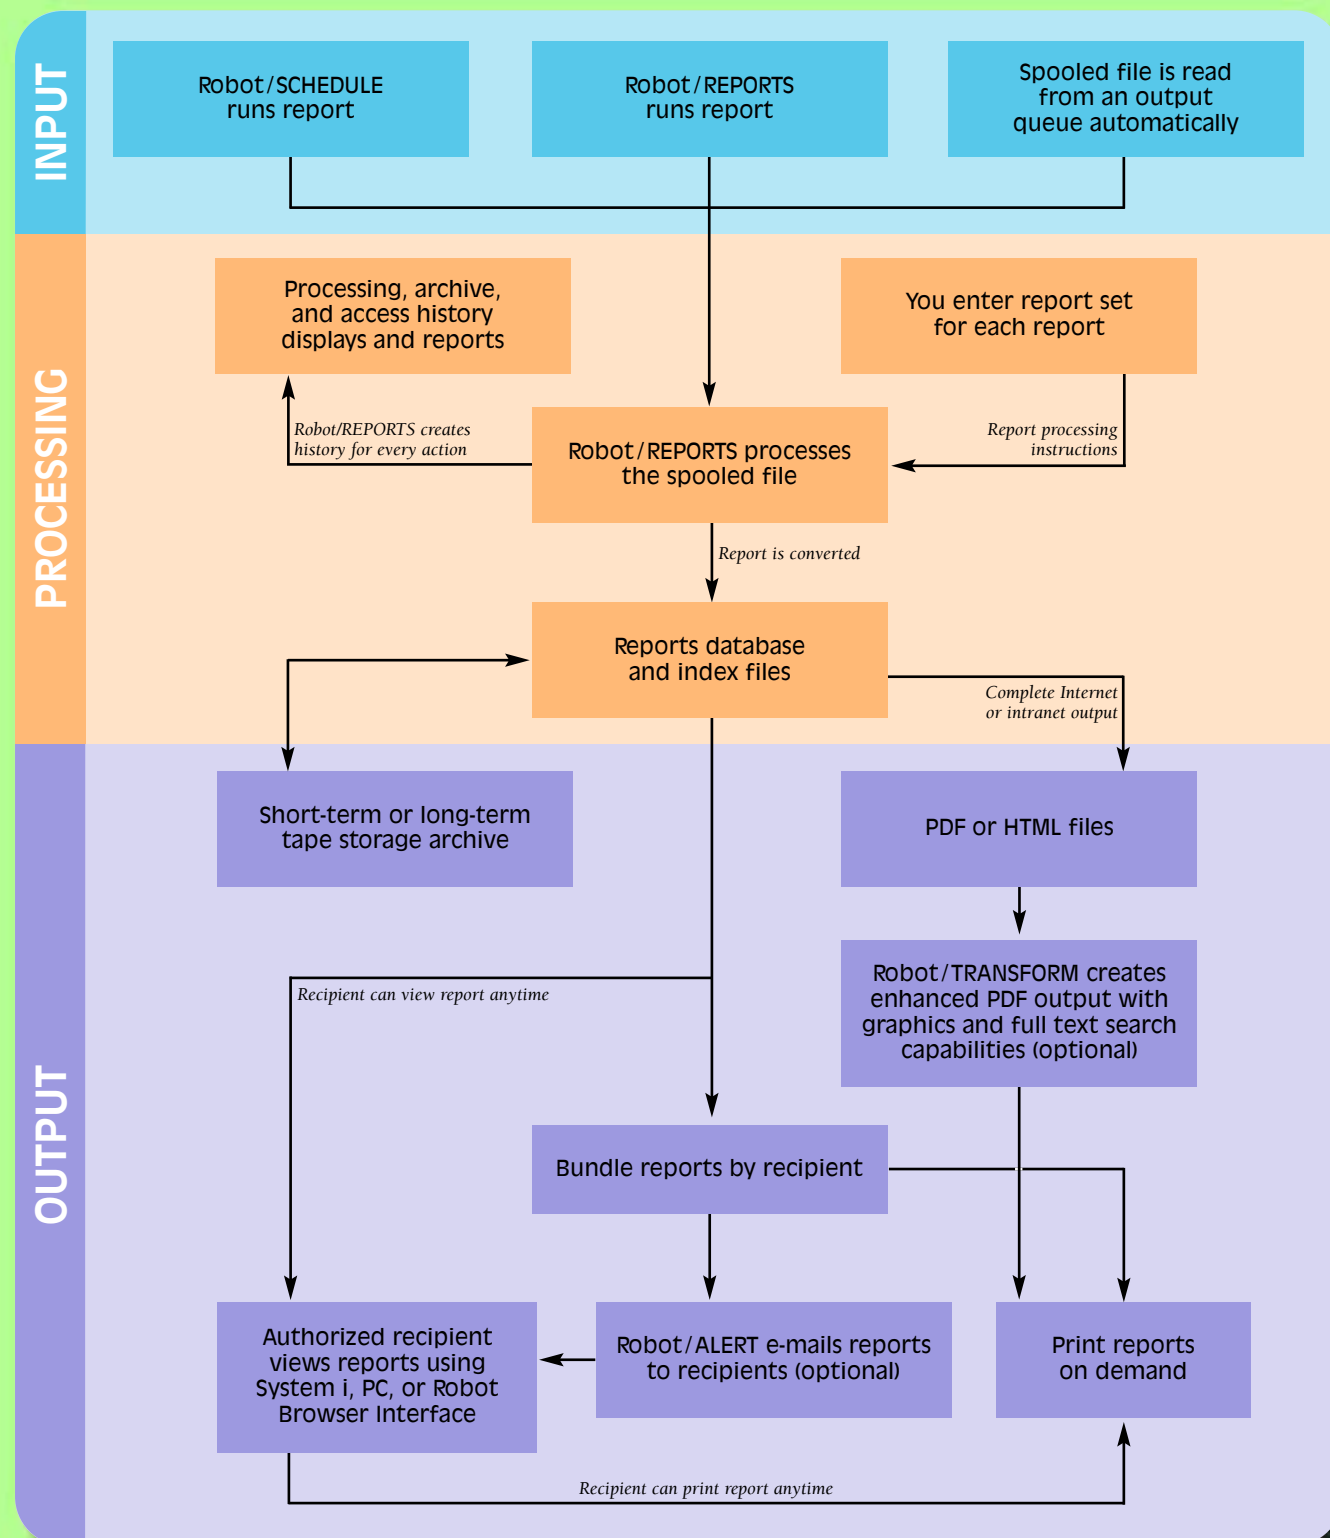 INPUT
Robot/SCHEDULE
runs report
Robot/REPORTS
runs report
Spooled file is read
from an output
queue automatically
PROCESSING
Processing, archive,
and access history
displays and reports
You enter report set
for each report
Robot/REPORTS creates
history for every action
Robot/REPORTS processes
the spooled file
Report processing
instructions
Report is converted
Reports database
and index files
Complete Internet
or intranet output
OUTPUT
Short-term or long-term
tape storage archive
PDF or HTML files
Robot/TRANSFORM creates
enhanced PDF output with
graphics and full text search
capabilities (optional)
Recipient can view report anytime
Bundle reports by recipient
Authorized recipient
views reports using
System i, PC, or Robot
Browser Interface
Robot/ALERT e-mails reports
to recipients (optional)
Print reports
on demand
Recipient can print report anytime